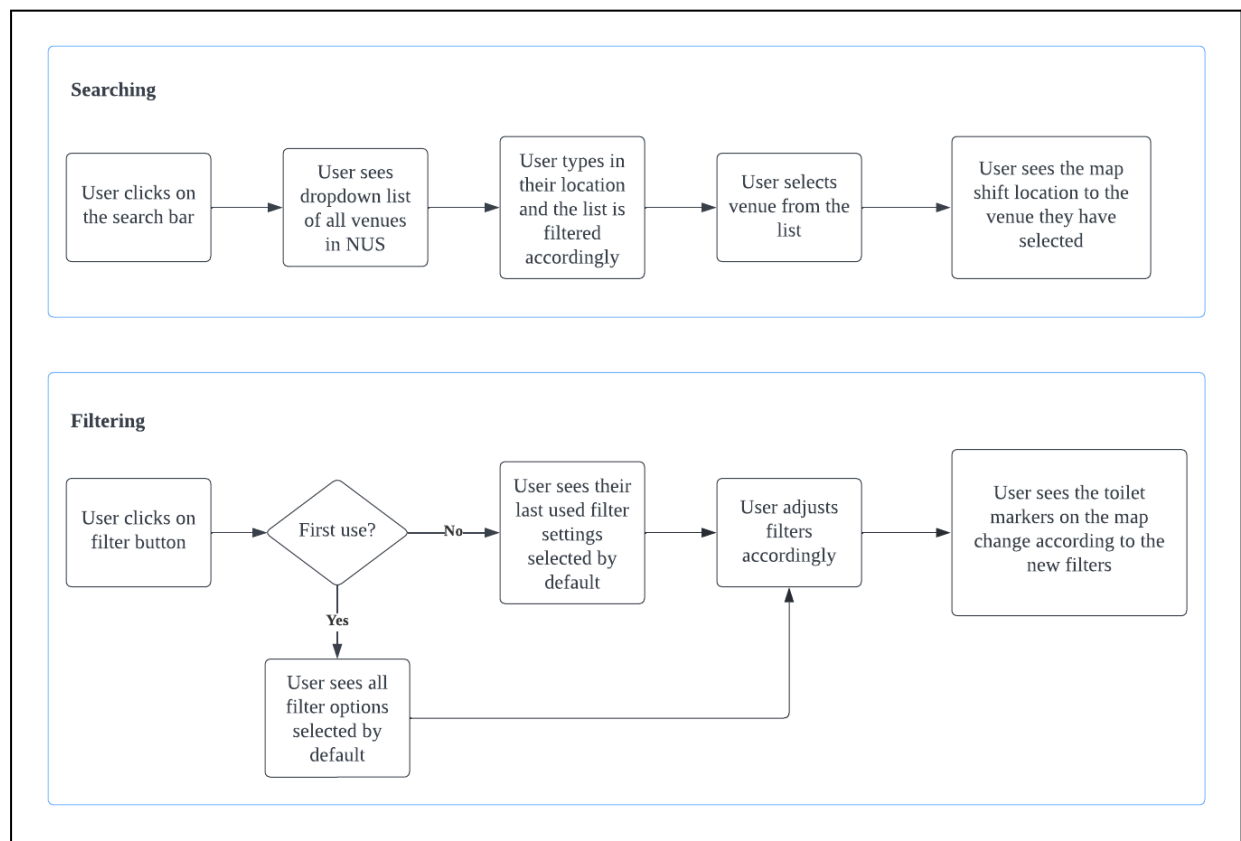 Searching
User clicks on
the search bar
User sees
dropdown list
of all venues
in NUS
User types in
their location
and the list is
filtered
accordingly
User selects
venue from the
list
User sees the map
shift location to the
venue they have
selected
Filtering
User clicks on
filter button
First use?
No
User sees their
last used filter
settings
selected by
default
User adjusts
filters
accordingly
User sees the toilet
markers on the map
change according to the
new filters
Yes
User sees all
filter options
selected by
default